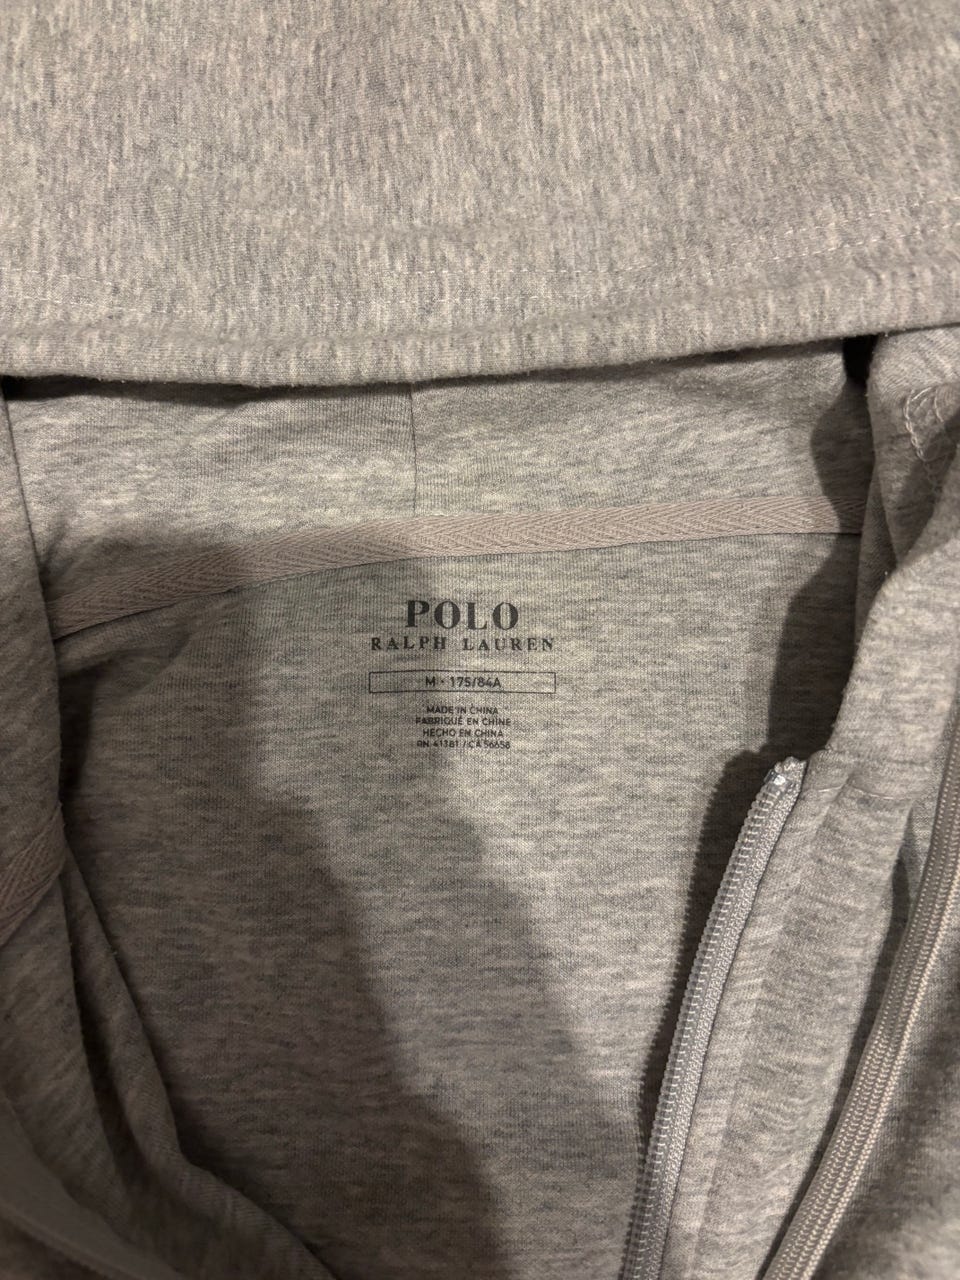 POLO
RALPH LAUREN
M • 175/84A
MADE IN CHINA
FABRIQUÉ EN CHINE
HECHO EN CHINA
RN 41381 / CA 56658